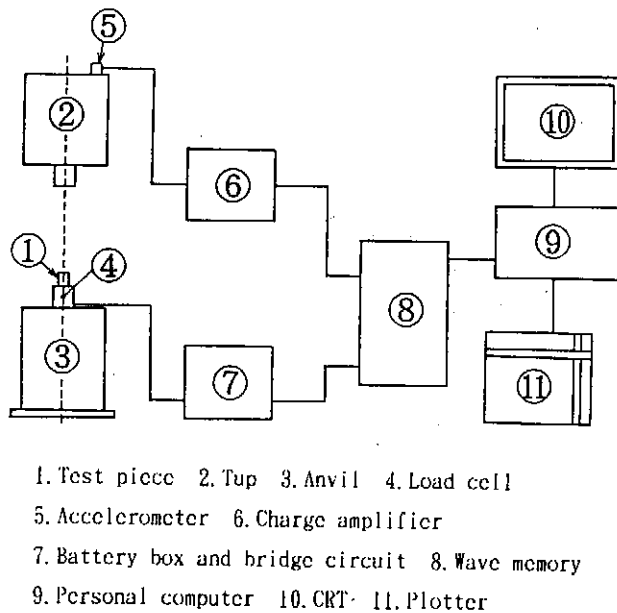 ⑤
②
⑩
⑥
①
④
⑨
⑧
③
⑦
⑪
1. Test piece 2. Tup 3. Anvil 4. Load cell
5. Accelerometer 6. Charge amplifier
7. Battery box and bridge circuit 8. Wave memory
9. Personal computer 10. CRT 11. Plotter